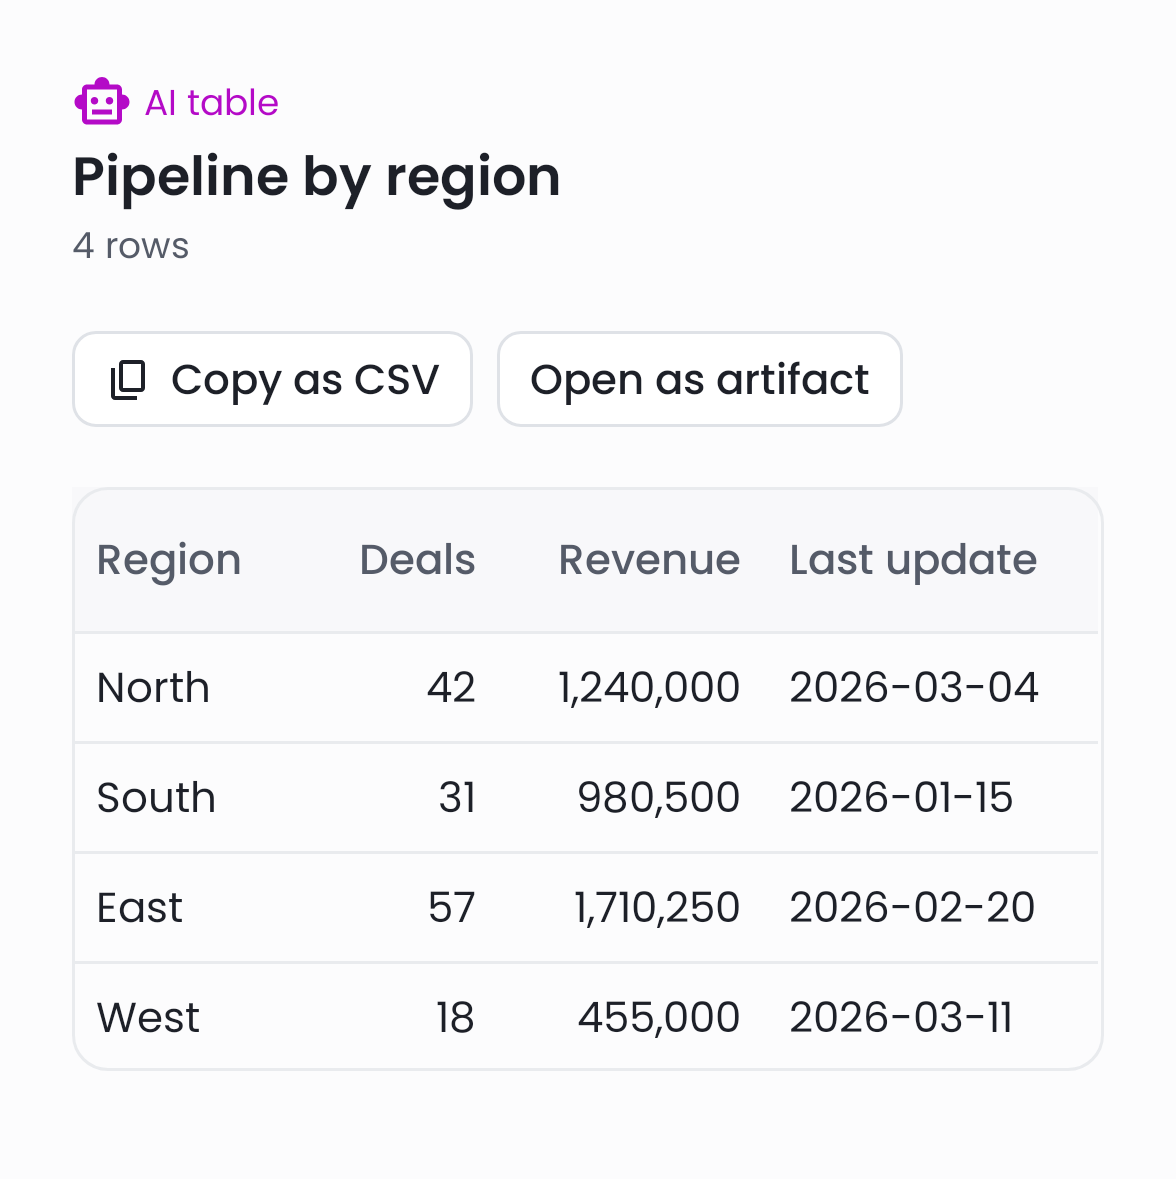 AI table
Pipeline by region
4 rows
Copy as CSV Open as artifact
Region Deals Revenue Last update
North 42 1,240,000 2026-03-04
South 31 980,500 2026-01-15
East 57 1,710,250 2026-02-20
West 18 455,000 2026-03-11